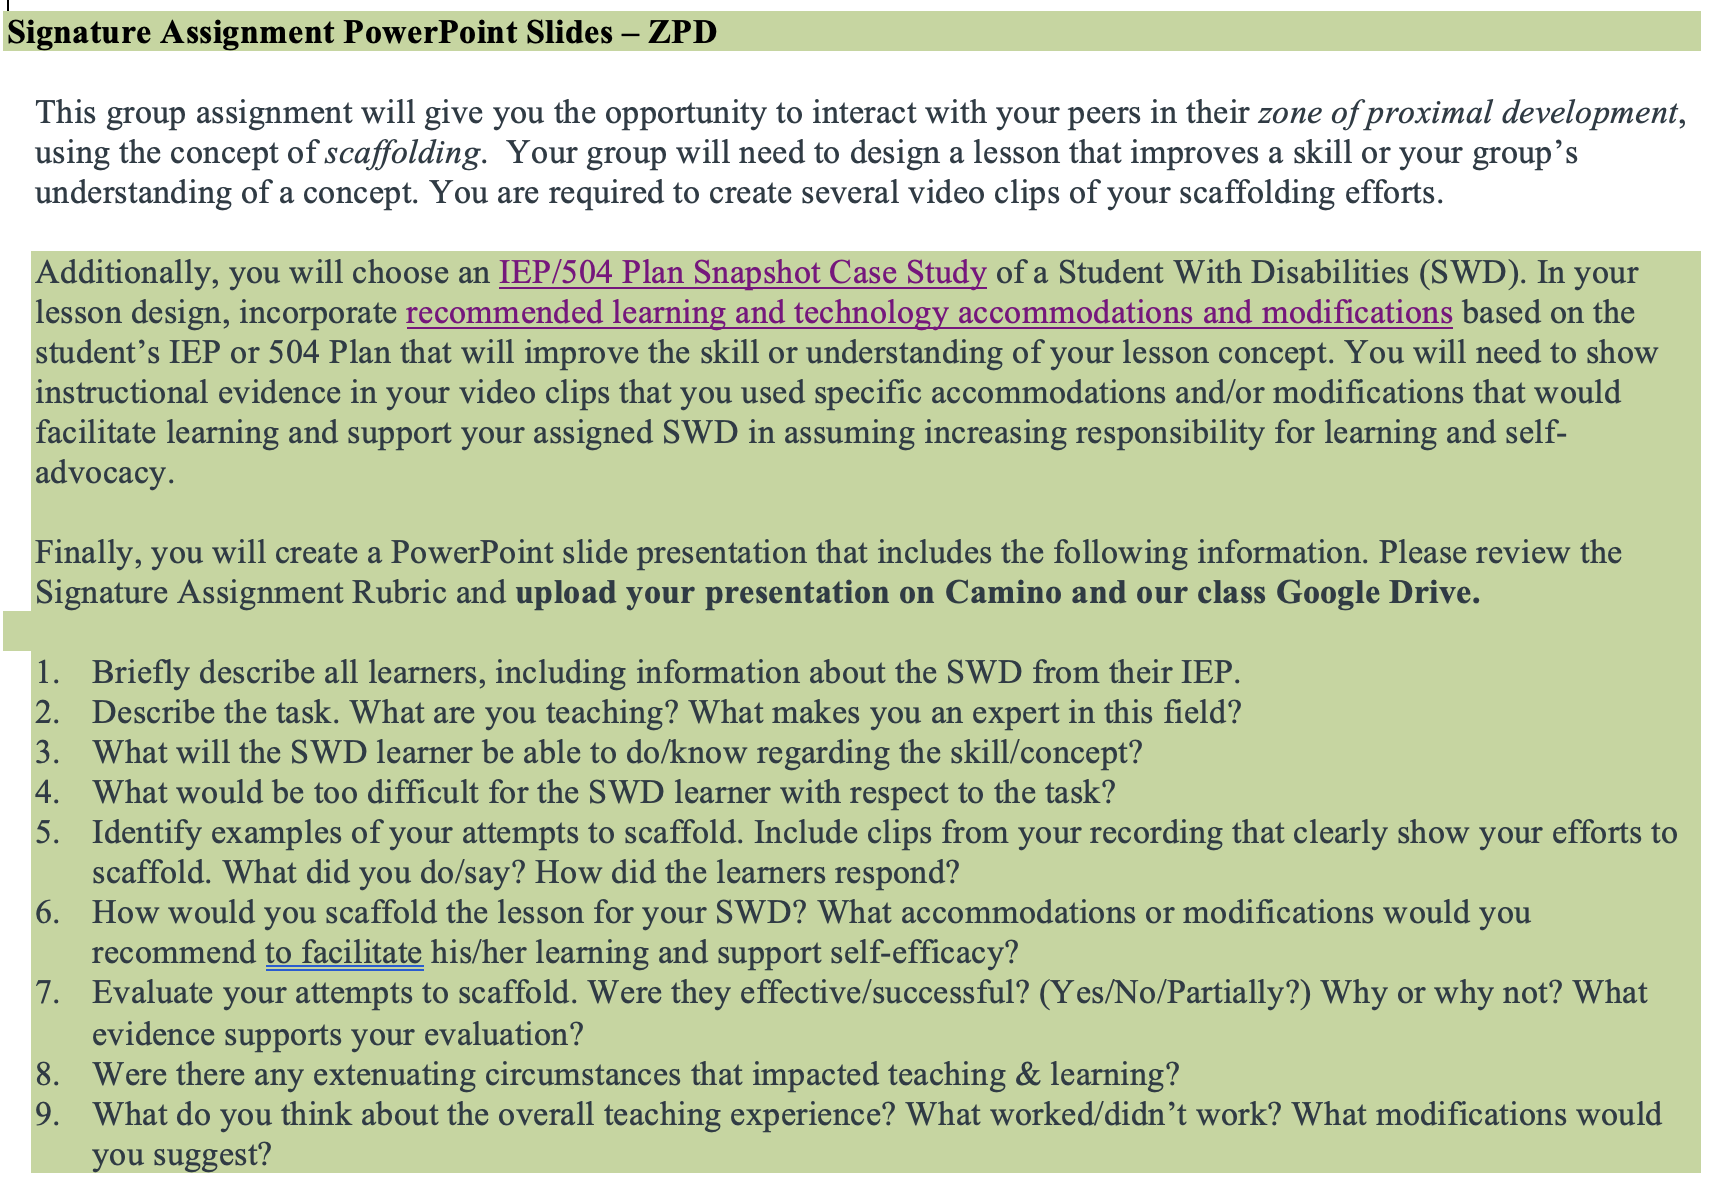 Signature Assignment PowerPoint Slides – ZPD
This group assignment will give you the opportunity to interact with your peers in their zone of proximal development,
using the concept of scaffolding.  Your group will need to design a lesson that improves a skill or your group’s
understanding of a concept. You are required to create several video clips of your scaffolding efforts.
Additionally, you will choose an IEP/504 Plan Snapshot Case Study of a Student With Disabilities (SWD). In your
lesson design, incorporate recommended learning and technology accommodations and modifications based on the
student’s IEP or 504 Plan that will improve the skill or understanding of your lesson concept. You will need to show
instructional evidence in your video clips that you used specific accommodations and/or modifications that would
facilitate learning and support your assigned SWD in assuming increasing responsibility for learning and self-
advocacy.
Finally, you will create a PowerPoint slide presentation that includes the following information. Please review the
Signature Assignment Rubric and upload your presentation on Camino and our class Google Drive.
1. Briefly describe all learners, including information about the SWD from their IEP.
2. Describe the task. What are you teaching? What makes you an expert in this field?
3. What will the SWD learner be able to do/know regarding the skill/concept?
4. What would be too difficult for the SWD learner with respect to the task?
5. Identify examples of your attempts to scaffold. Include clips from your recording that clearly show your efforts to
scaffold. What did you do/say? How did the learners respond?
6. How would you scaffold the lesson for your SWD? What accommodations or modifications would you
recommend to facilitate his/her learning and support self-efficacy?
7. Evaluate your attempts to scaffold. Were they effective/successful? (Yes/No/Partially?) Why or why not? What
evidence supports your evaluation?
8. Were there any extenuating circumstances that impacted teaching & learning?
9. What do you think about the overall teaching experience? What worked/didn’t work? What modifications would
you suggest?